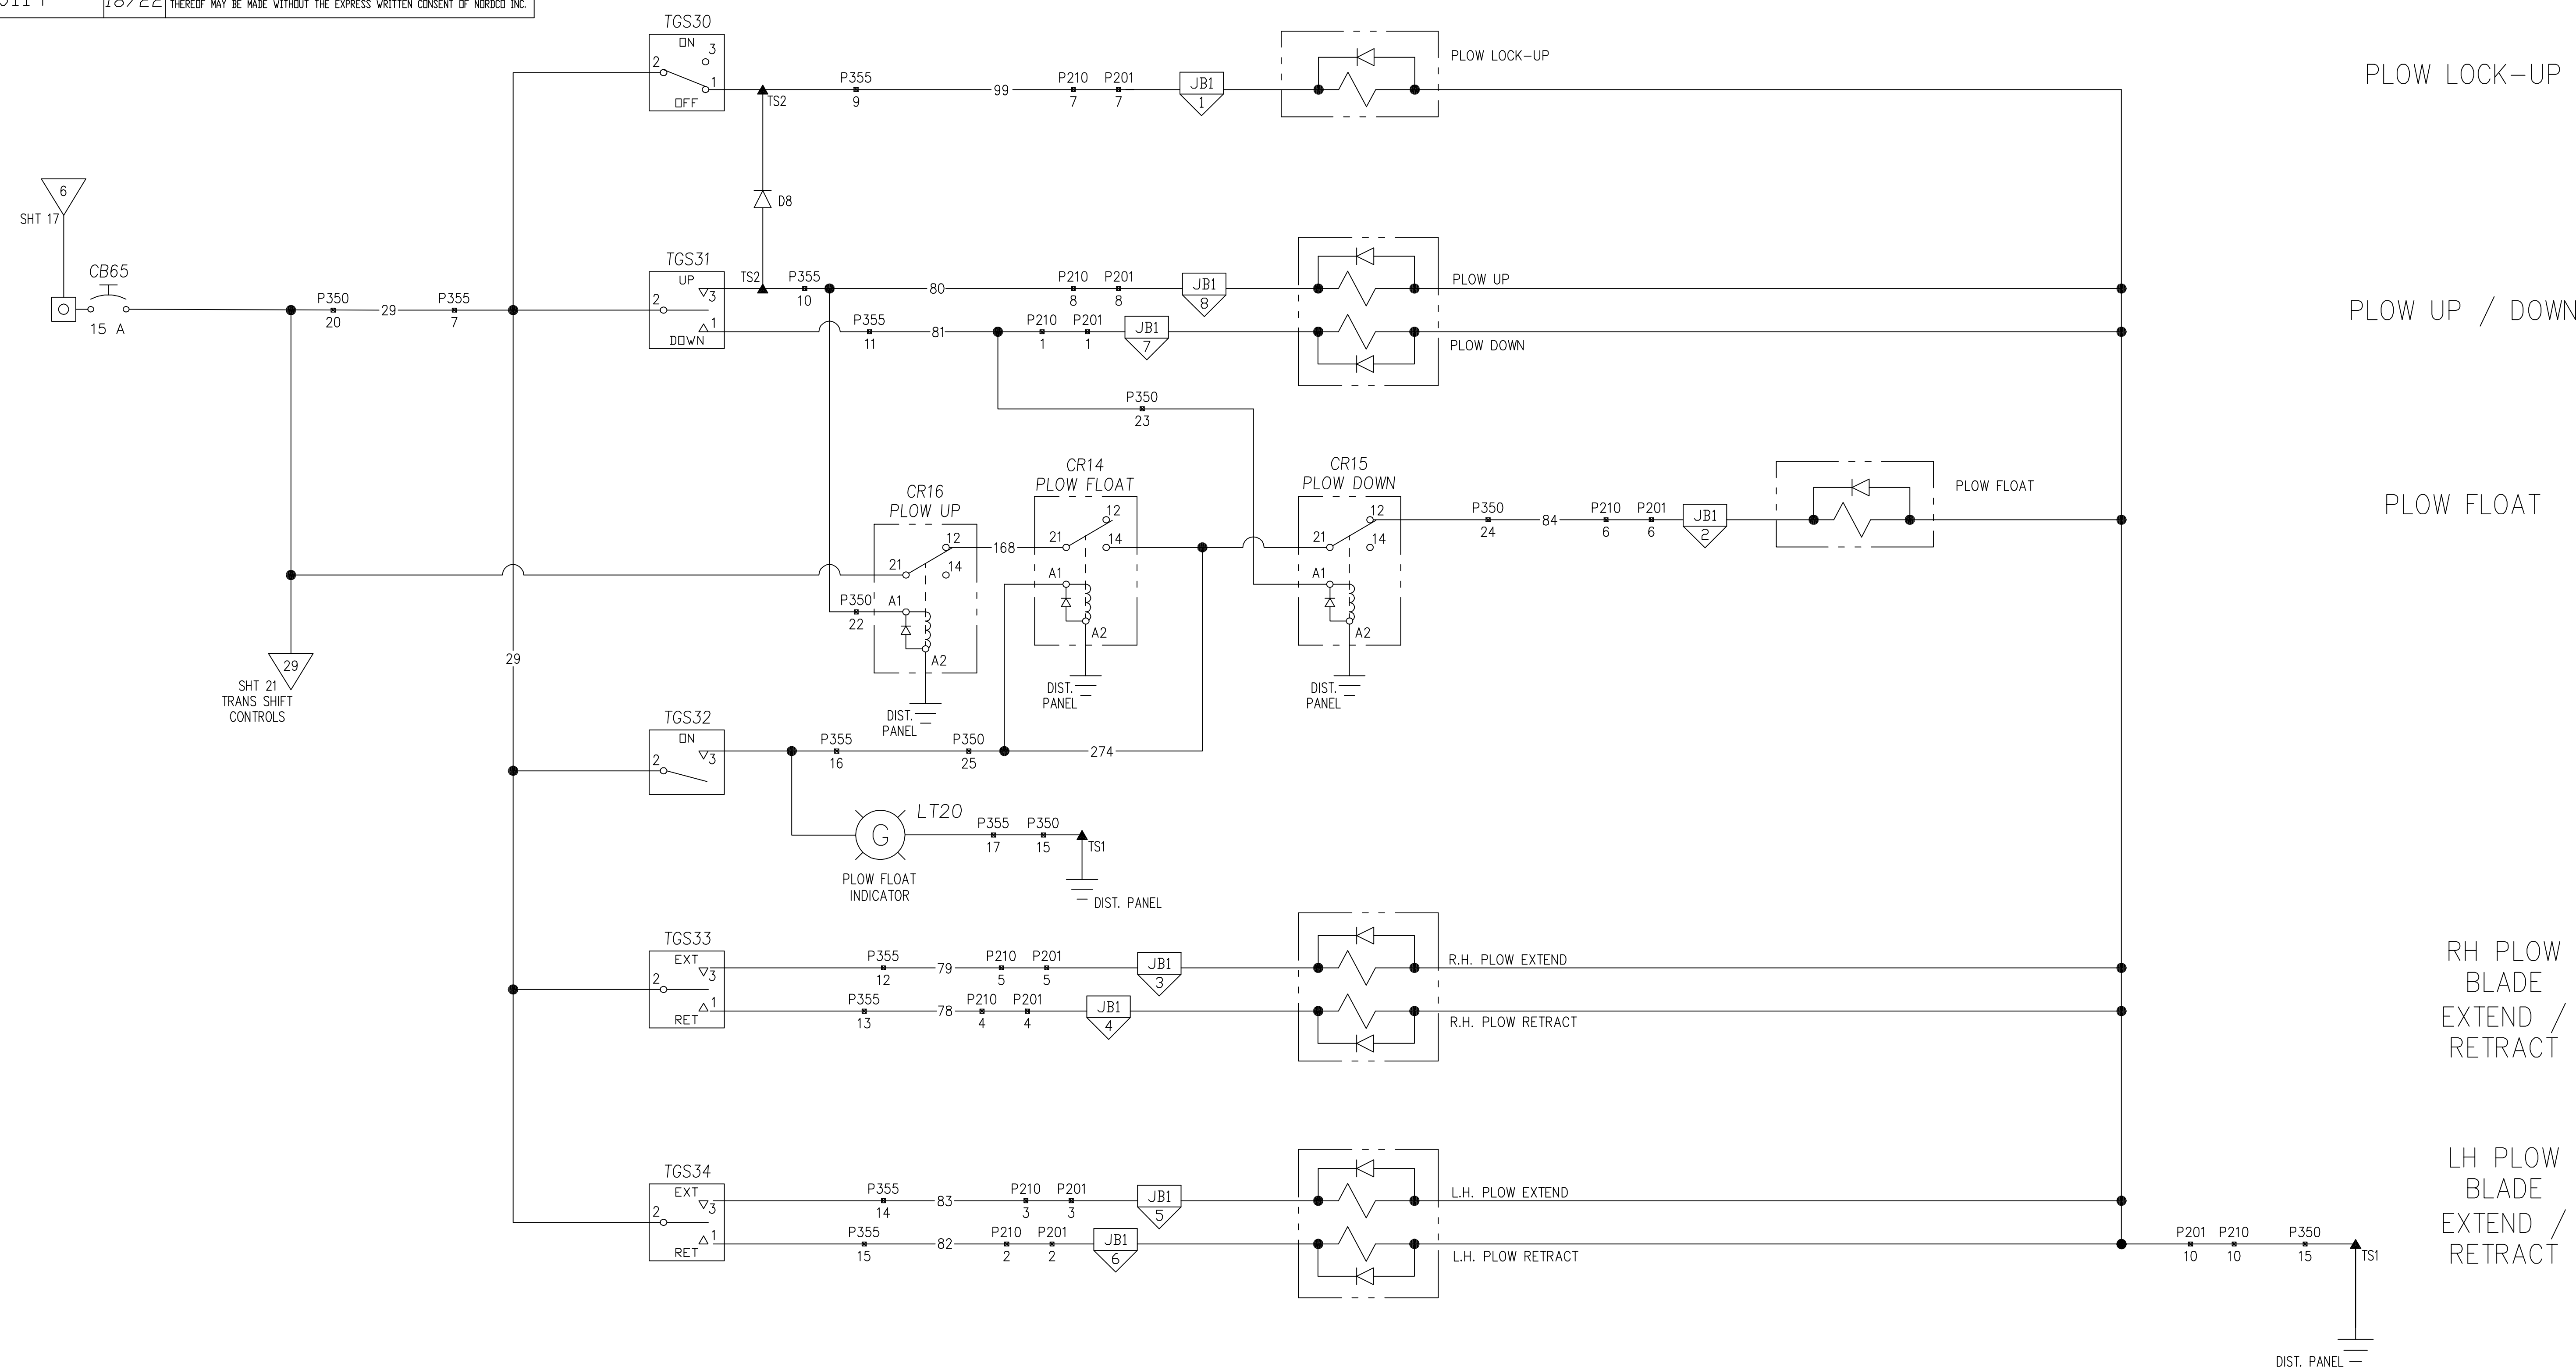 18/22 THEREOF MAY BE MADE WITHOUT THE EXPRESS WRITTEN CONSENT OF NORDCO INC.
TGS30
ON
3
2
1
OFF
TS2
P355
9
99
P210
7
P201
7
JB1
1
PLOW LOCK-UP
PLOW LOCK-UP
6
SHT 17
CB65
15 A
P350
20
29
P355
7
D8
TGS31
UP
2
3
1
DOWN
TS2
P355
10
80
P210
8
P201
8
JB1
8
PLOW UP
P355
11
81
P210
1
P201
1
JB1
7
PLOW DOWN
PLOW UP / DOWN
P350
23
CR16
PLOW UP
21
12
14
P350
22
A1
A2
DIST.
PANEL
168
CR14
PLOW FLOAT
21
12
14
A1
A2
DIST.
PANEL
CR15
PLOW DOWN
21
12
14
A1
A2
DIST.
PANEL
P350
24
84
P210
6
P201
6
JB1
2
PLOW FLOAT
PLOW FLOAT
29
SHT 21
TRANS SHIFT
CONTROLS
29
TGS32
ON
2
3
P355
16
P350
25
274
LT20
G
PLOW FLOAT
INDICATOR
P355
17
P350
15
TS1
DIST. PANEL
TGS33
EXT
2
3
1
RET
P355
12
79
P210
5
P201
5
JB1
3
R.H. PLOW EXTEND
P355
13
78
P210
4
P201
4
JB1
4
R.H. PLOW RETRACT
RH PLOW
BLADE
EXTEND /
RETRACT
TGS34
EXT
2
3
1
RET
P355
14
83
P210
3
P201
3
JB1
5
L.H. PLOW EXTEND
P355
15
82
P210
2
P201
2
JB1
6
L.H. PLOW RETRACT
LH PLOW
BLADE
EXTEND /
RETRACT
P201
10
P210
10
P350
15
TS1
DIST. PANEL